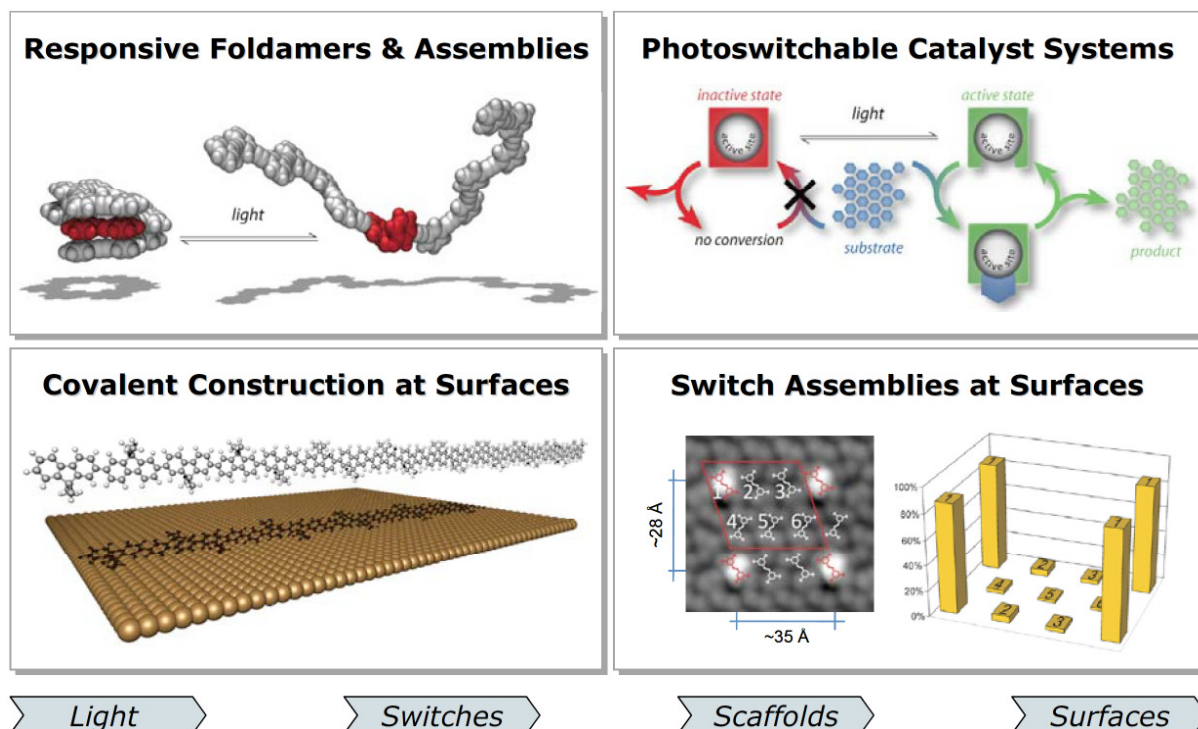 Responsive Foldamers & Assemblies
light
Photoswitchable Catalyst Systems
inactive state
active state
light
active site
active site
no conversion
substrate
active site
product
Covalent Construction at Surfaces
Switch Assemblies at Surfaces
1 2 3
4 5 6
~28 Å
~35 Å
100%
80%
60%
40%
20%
0%
1
1
1
1
2
3
4
5
6
2
3
Light
Switches
Scaffolds
Surfaces